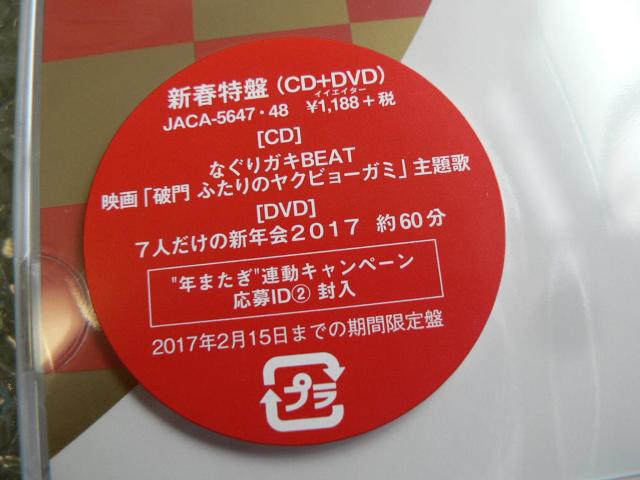 新春特盤（CD+DVD）
イイエイター
JACA-5647・48 ¥1,188＋税
[CD]
なぐりガキBEAT
映画「破門 ふたりのヤクビョーガミ」主題歌
[DVD]
7人だけの新年会2017 約60分
"年またぎ"連動キャンペーン
応募ID② 封入
2017年2月15日までの期間限定盤
プラ